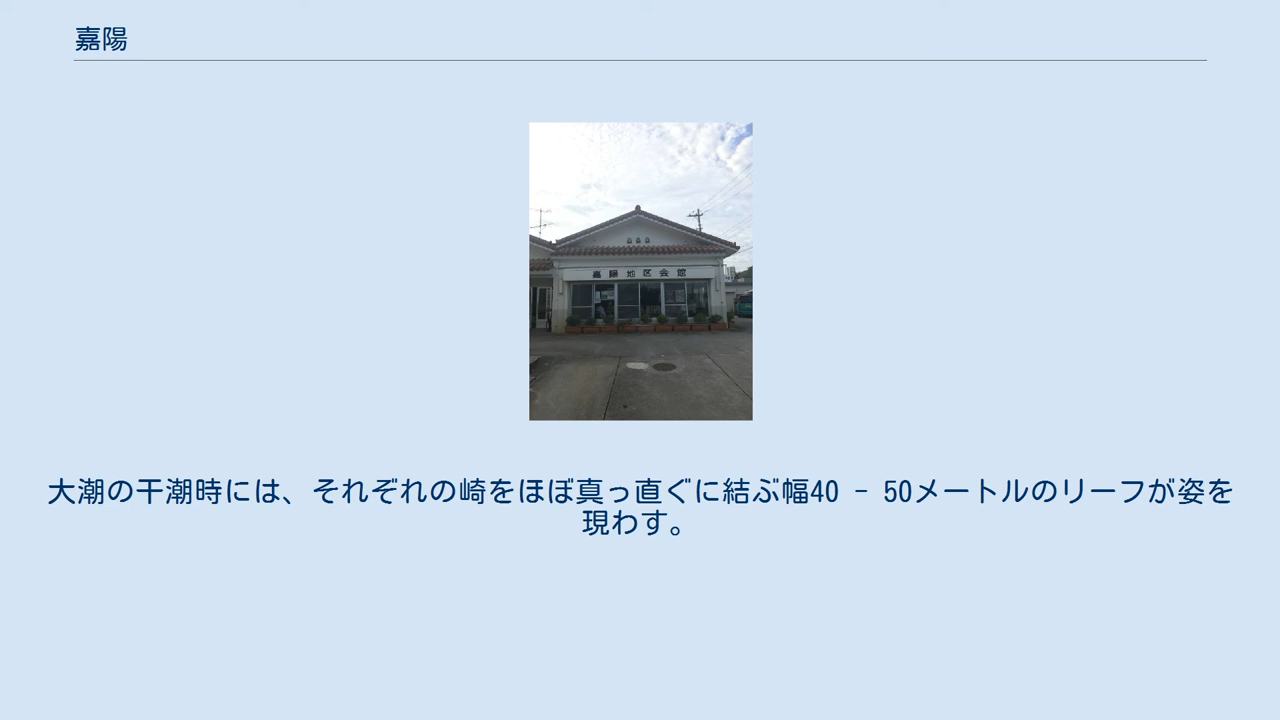 嘉陽
嘉陽地区会館
大潮の干潮時には、それぞれの崎をほぼ真っ直ぐに結ぶ幅40 - 50メートルのリーフが姿を
現わす。